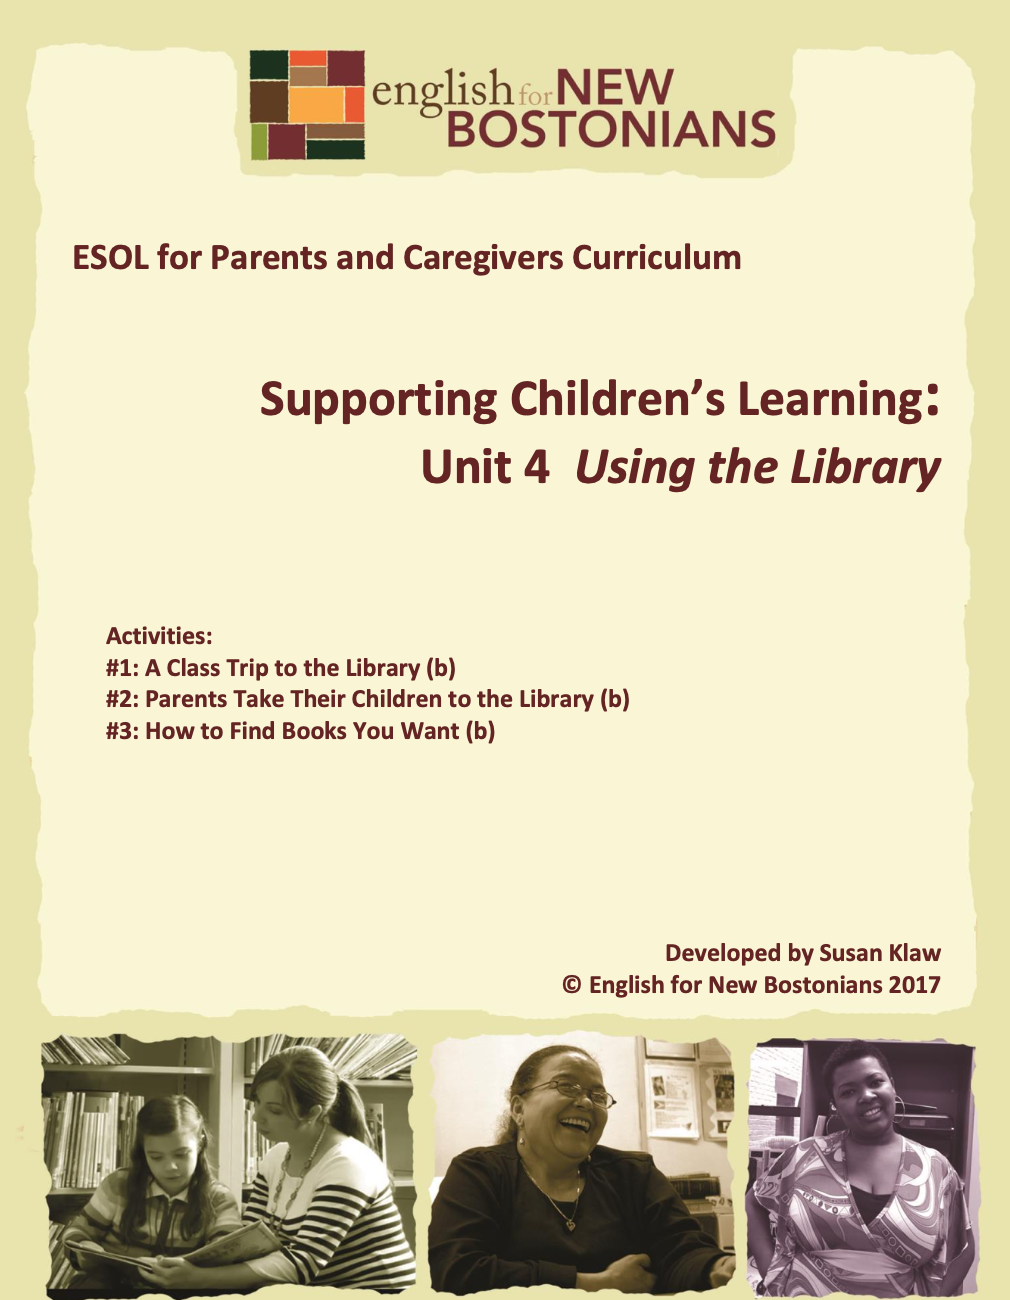 english for NEW
BOSTONIANS
ESOL for Parents and Caregivers Curriculum
Supporting Children’s Learning:
Unit 4 Using the Library
Activities:
#1: A Class Trip to the Library (b)
#2: Parents Take Their Children to the Library (b)
#3: How to Find Books You Want (b)
Developed by Susan Klaw
© English for New Bostonians 2017